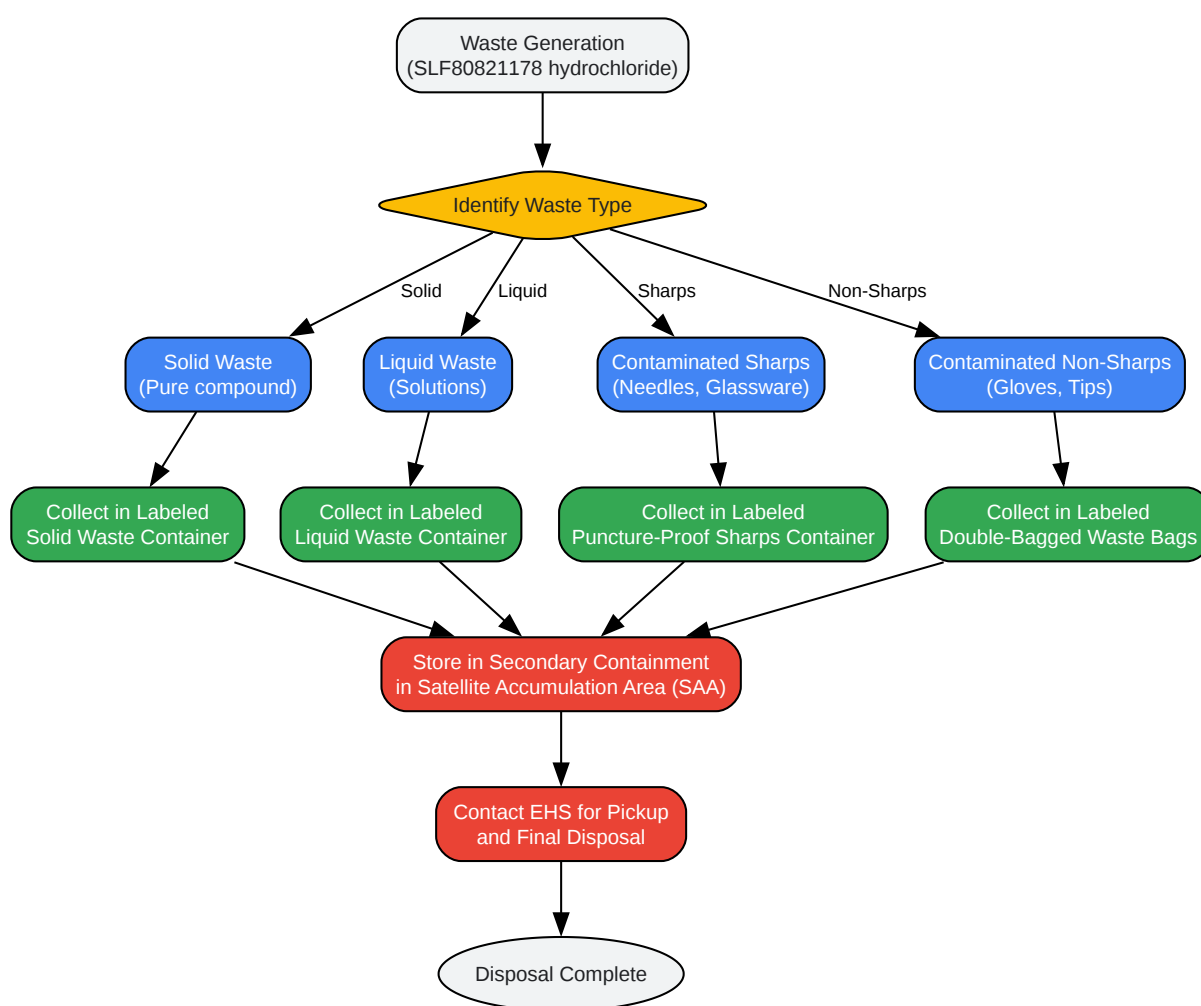 Waste Generation
(SLF80821178 hydrochloride)
Identify Waste Type
Solid
Liquid
Sharps
Non-Sharps
Solid Waste
(Pure compound)
Liquid Waste
(Solutions)
Contaminated Sharps
(Needles, Glassware)
Contaminated Non-Sharps
(Gloves, Tips)
Collect in Labeled
Solid Waste Container
Collect in Labeled
Liquid Waste Container
Collect in Labeled
Puncture-Proof Sharps Container
Collect in Labeled
Double-Bagged Waste Bags
Store in Secondary Containment
in Satellite Accumulation Area (SAA)
Contact EHS for Pickup
and Final Disposal
Disposal Complete